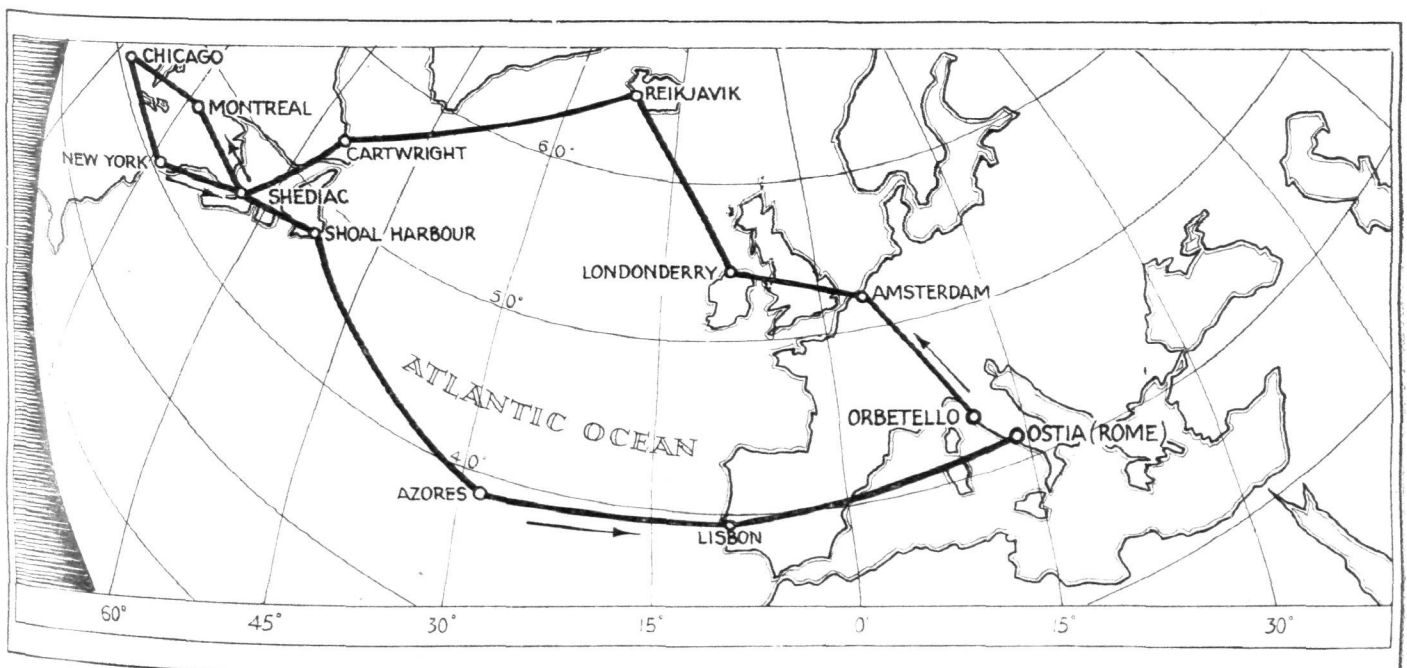 CHICAGO
MONTREAL
REIKJAVIK
NEW YORK
CARTWRIGHT
60°
SHEDIAC
SHOAL HARBOUR
LONDONDERRY
AMSTERDAM
50°
ATLANTIC OCEAN
ORBETELLO
OSTIA (ROME)
40°
AZORES
LISBON
60° 45° 30° 15° 0° 15° 30°